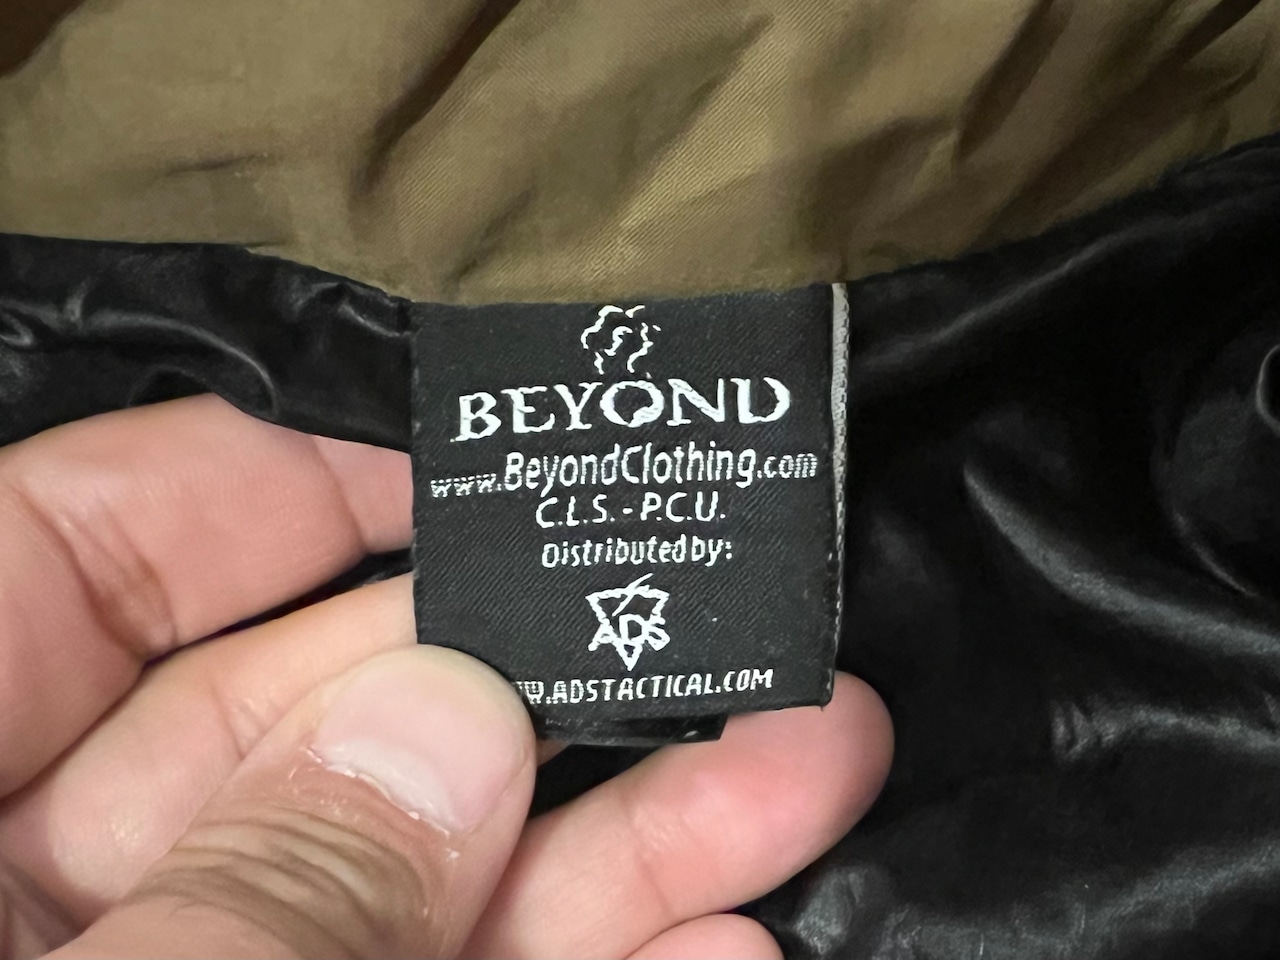 BEYOND
www.BeyondClothing.com
C.L.S. - P.C.U.
Distributed by:
ADS
W.ADSTACTICAL.COM